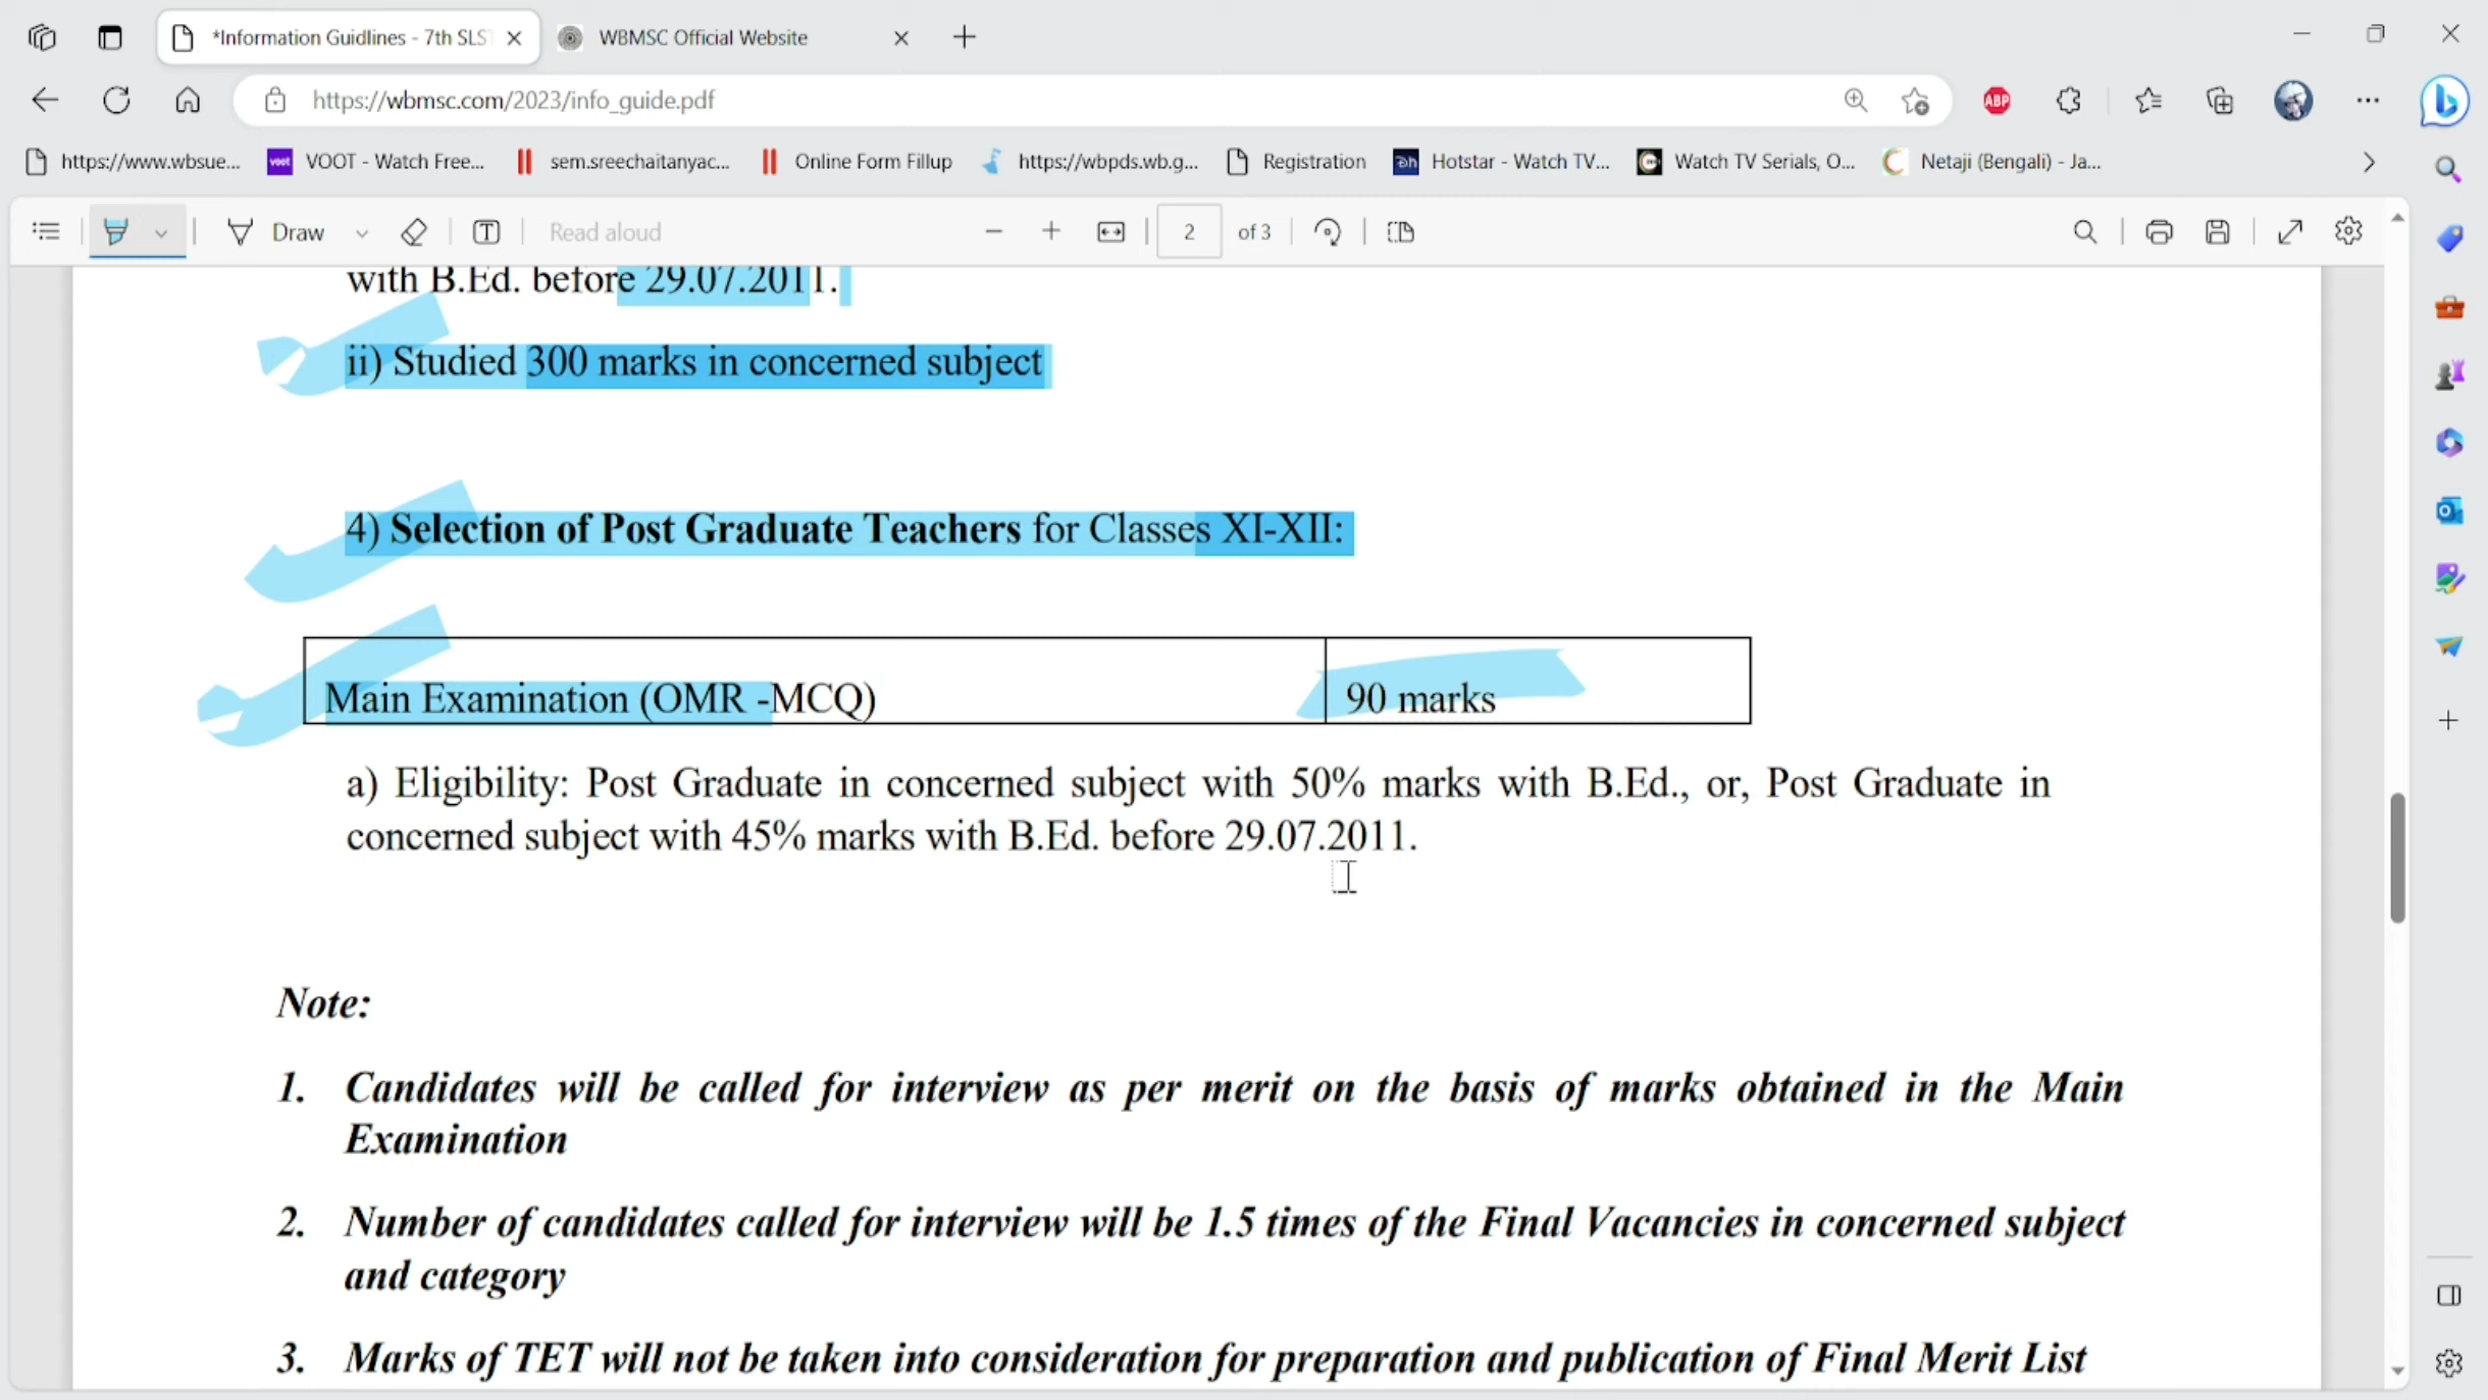 *Information Guidlines - 7th SLST
WBMSC Official Website
https://wbmsc.com/2023/info_guide.pdf
ABP
https://www.wbsue...
voot
VOOT - Watch Free...
sem.sreechaitanyac...
Online Form Fillup
https://wbpds.wb.g...
Registration
Hotstar - Watch TV...
Watch TV Serials, O...
Netaji (Bengali) - Ja...
Draw
Read aloud
2
of 3
with B.Ed. before 29.07.2011.
ii) Studied 300 marks in concerned subject
4) Selection of Post Graduate Teachers for Classes XI-XII:
Main Examination (OMR -MCQ)
90 marks
a) Eligibility: Post Graduate in concerned subject with 50% marks with B.Ed., or, Post Graduate in
concerned subject with 45% marks with B.Ed. before 29.07.2011.
Note:
1. Candidates will be called for interview as per merit on the basis of marks obtained in the Main
Examination
2. Number of candidates called for interview will be 1.5 times of the Final Vacancies in concerned subject
and category
3. Marks of TET will not be taken into consideration for preparation and publication of Final Merit List